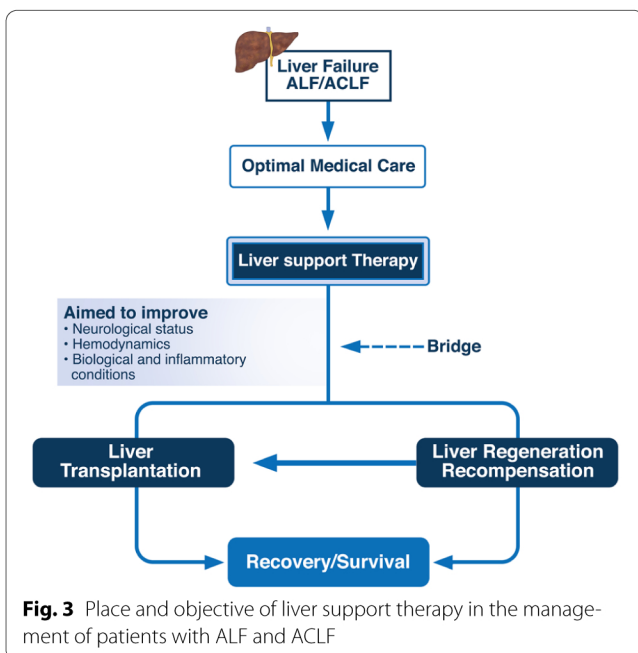 Liver Failure
ALF/ACLF
Optimal Medical Care
Liver support Therapy
Aimed to improve
• Neurological status
• Hemodynamics
• Biological and inflammatory
conditions
Bridge
Liver
Transplantation
Liver Regeneration
Recompensation
Recovery/Survival
Fig. 3 Place and objective of liver support therapy in the manage-
ment of patients with ALF and ACLF